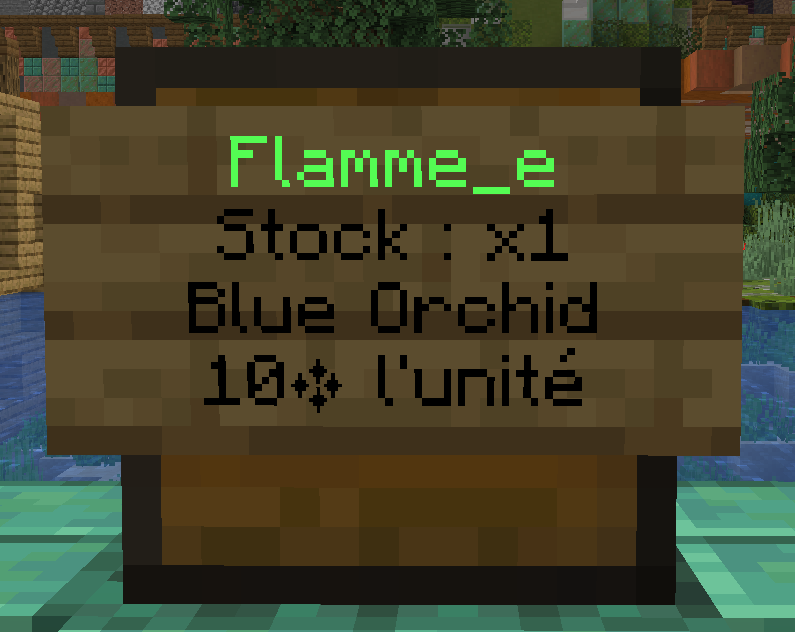 Flamme_e
Stock : x1
Blue Orchid
10༶ l'unité